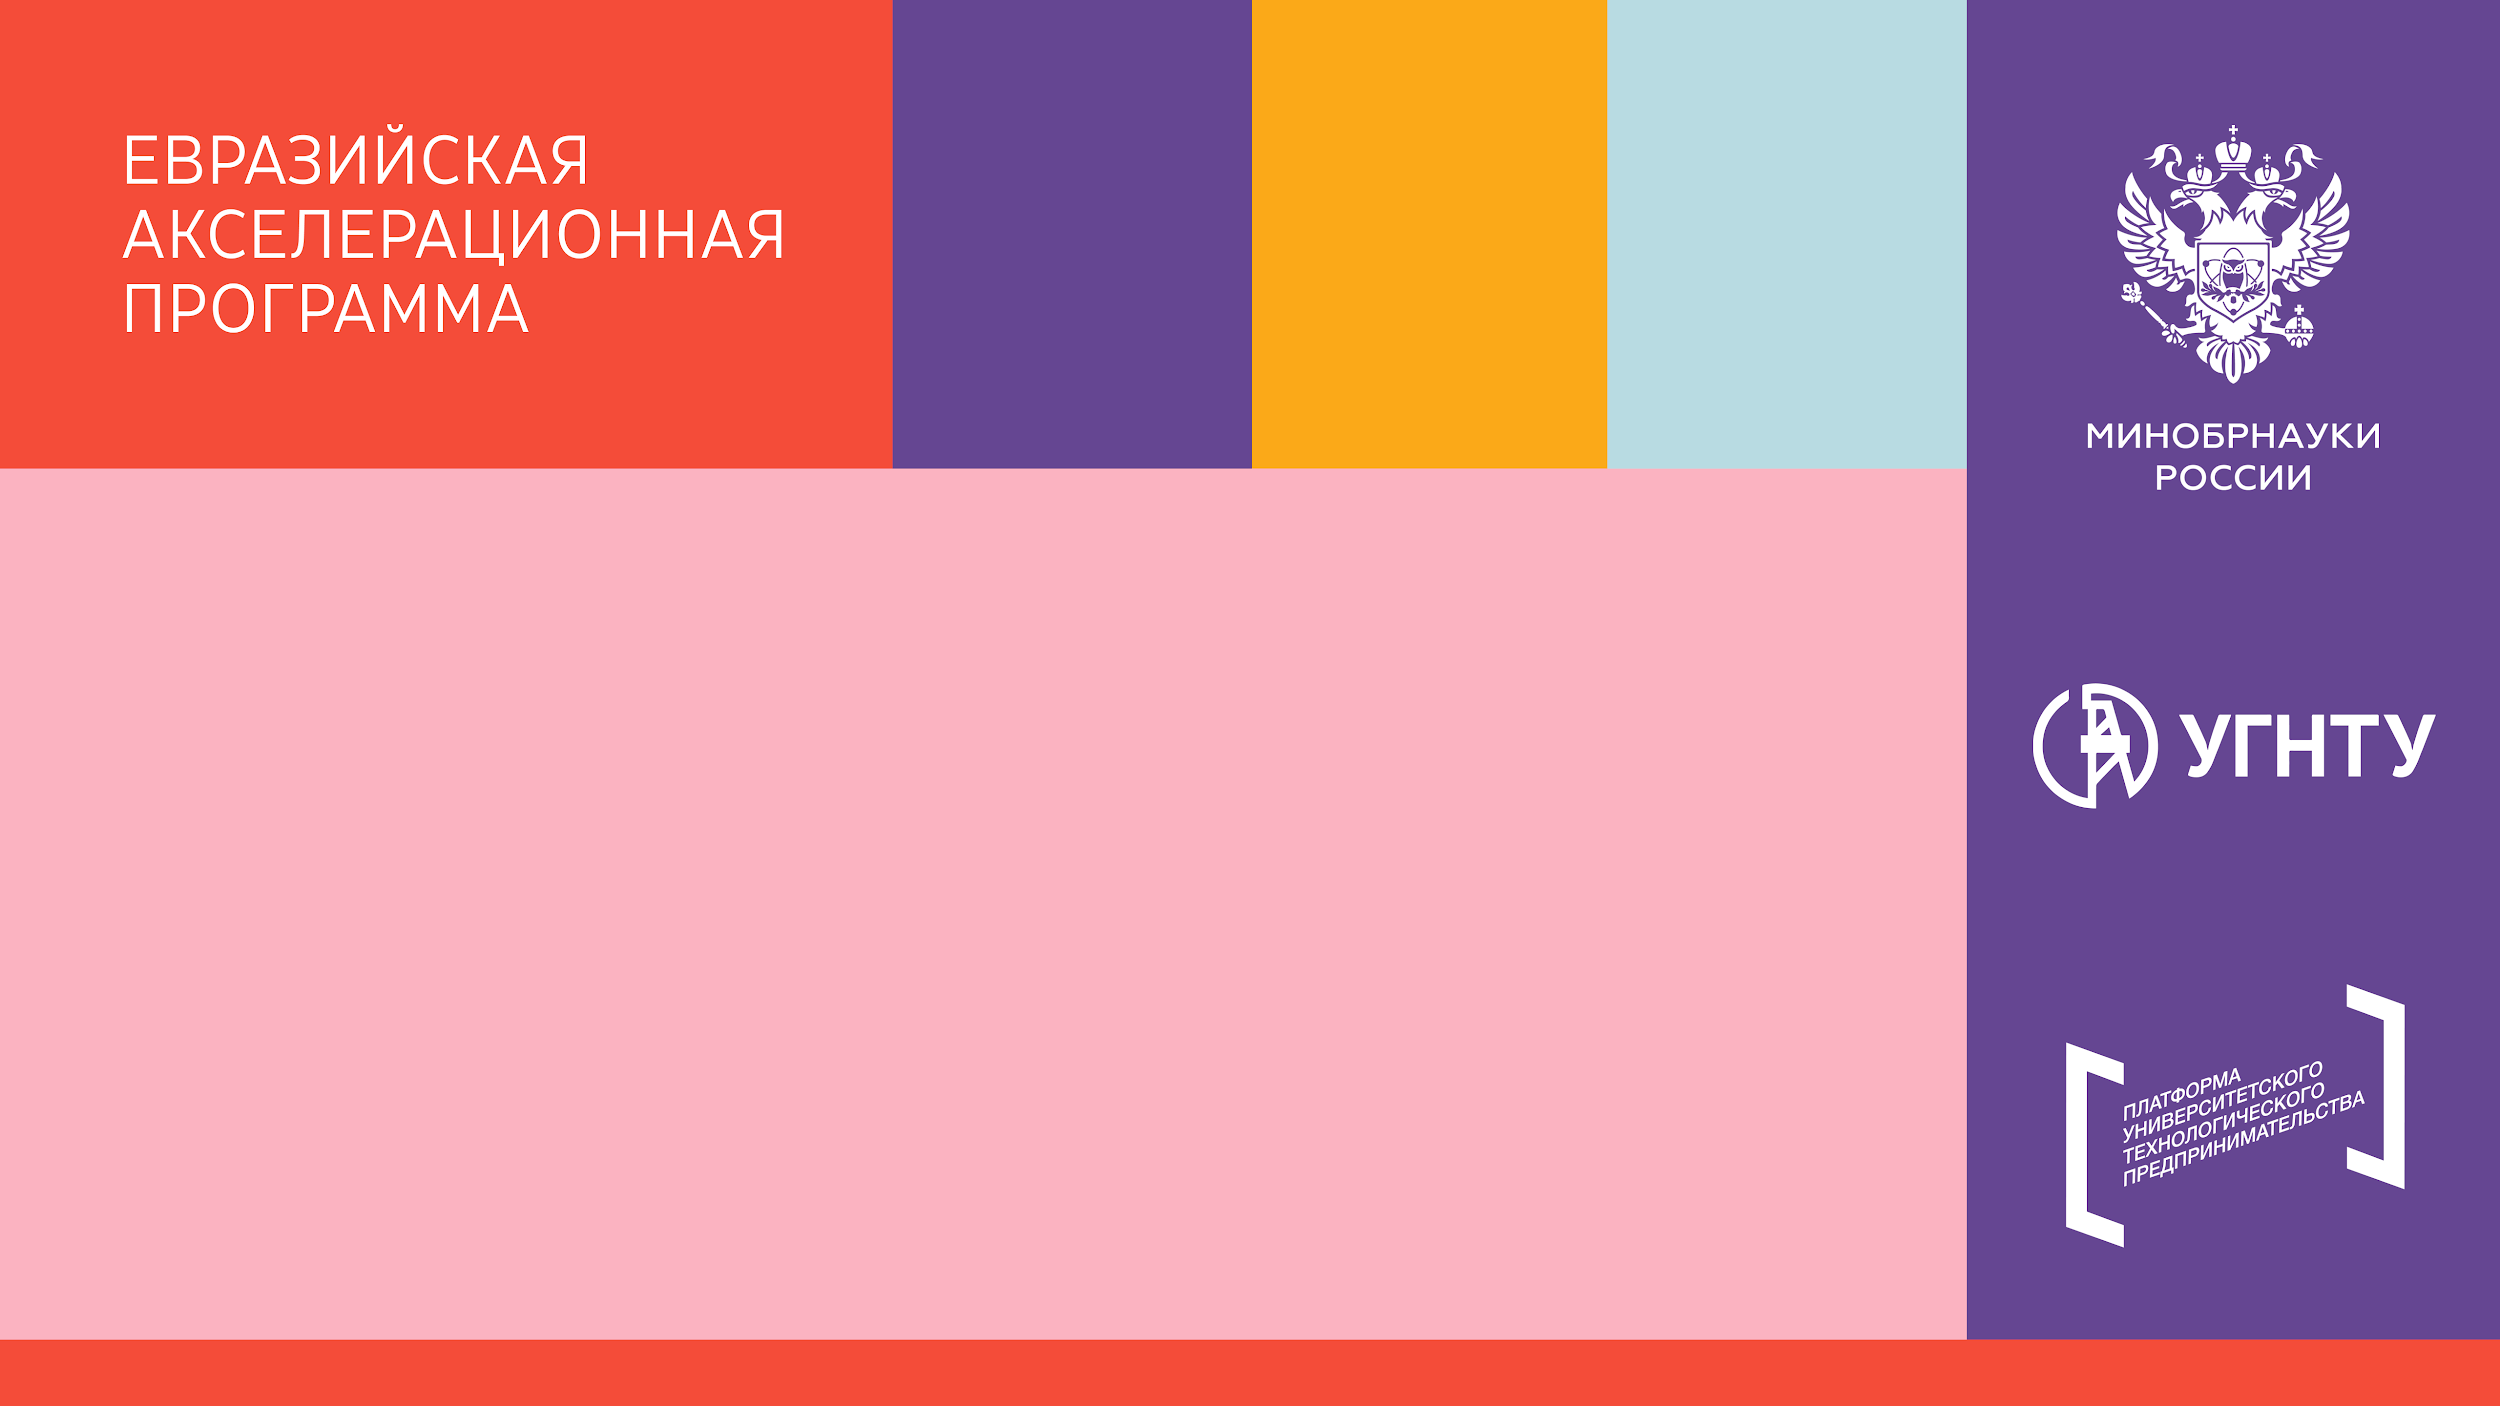 ЕВРАЗИЙСКАЯ
АКСЕЛЕРАЦИОННАЯ
ПРОГРАММА
МИНОБРНАУКИ
РОССИИ
УГНТУ
ПЛАТФОРМА
УНИВЕРСИТЕТСКОГО
ТЕХНОЛОГИЧЕСКОГО
ПРЕДПРИНИМАТЕЛЬСТВА